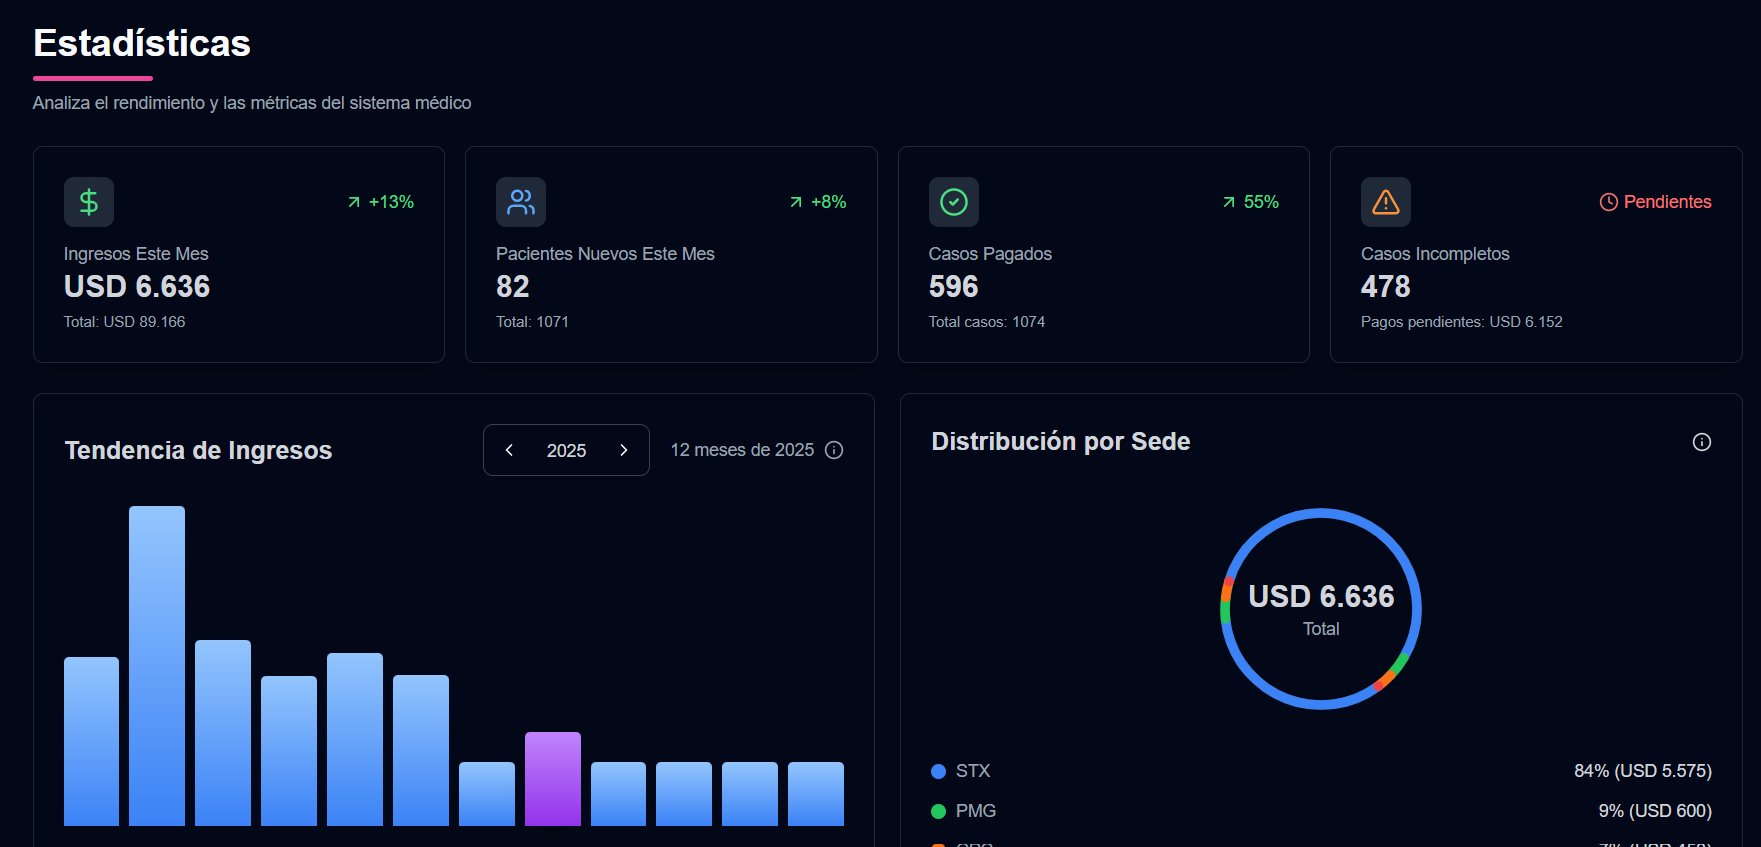 Estadísticas
Analiza el rendimiento y las métricas del sistema médico
+13%
Ingresos Este Mes
USD 6.636
Total: USD 89.166
+8%
Pacientes Nuevos Este Mes
82
Total: 1071
55%
Casos Pagados
596
Total casos: 1074
Pendientes
Casos Incompletos
478
Pagos pendientes: USD 6.152
Tendencia de Ingresos
2025
12 meses de 2025
Distribución por Sede
USD 6.636
Total
STX
84% (USD 5.575)
PMG
9% (USD 600)